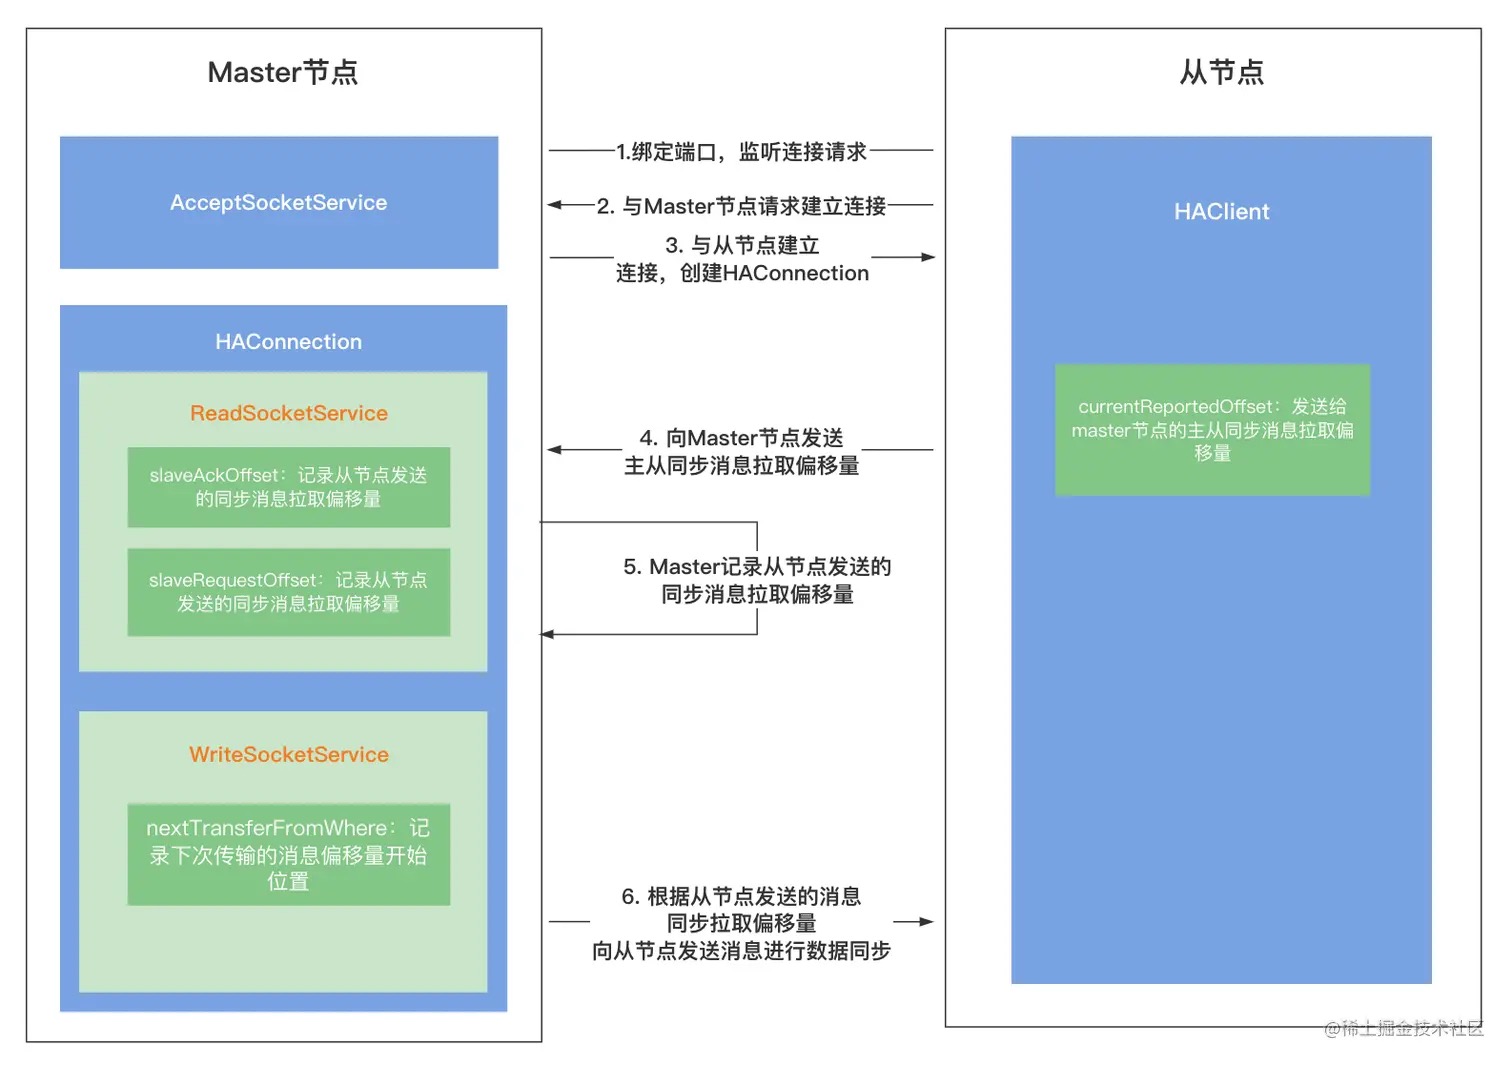 Master节点
AcceptSocketService
HAConnection
ReadSocketService
slaveAckOffset：记录从节点发送
的同步消息拉取偏移量
slaveRequestOffset：记录从节点
发送的同步消息拉取偏移量
WriteSocketService
nextTransferFromWhere：记
录下次传输的消息偏移量开始
位置
1.绑定端口，监听连接请求
2. 与Master节点请求建立连接
3. 与从节点建立
连接，创建HAConnection
4. 向Master节点发送
主从同步消息拉取偏移量
5. Master记录从节点发送的
同步消息拉取偏移量
6. 根据从节点发送的消息
同步拉取偏移量
向从节点发送消息进行数据同步
从节点
HAClient
currentReportedOffset：发送给
master节点的主从同步消息拉取偏
移量
@稀土掘金技术社区